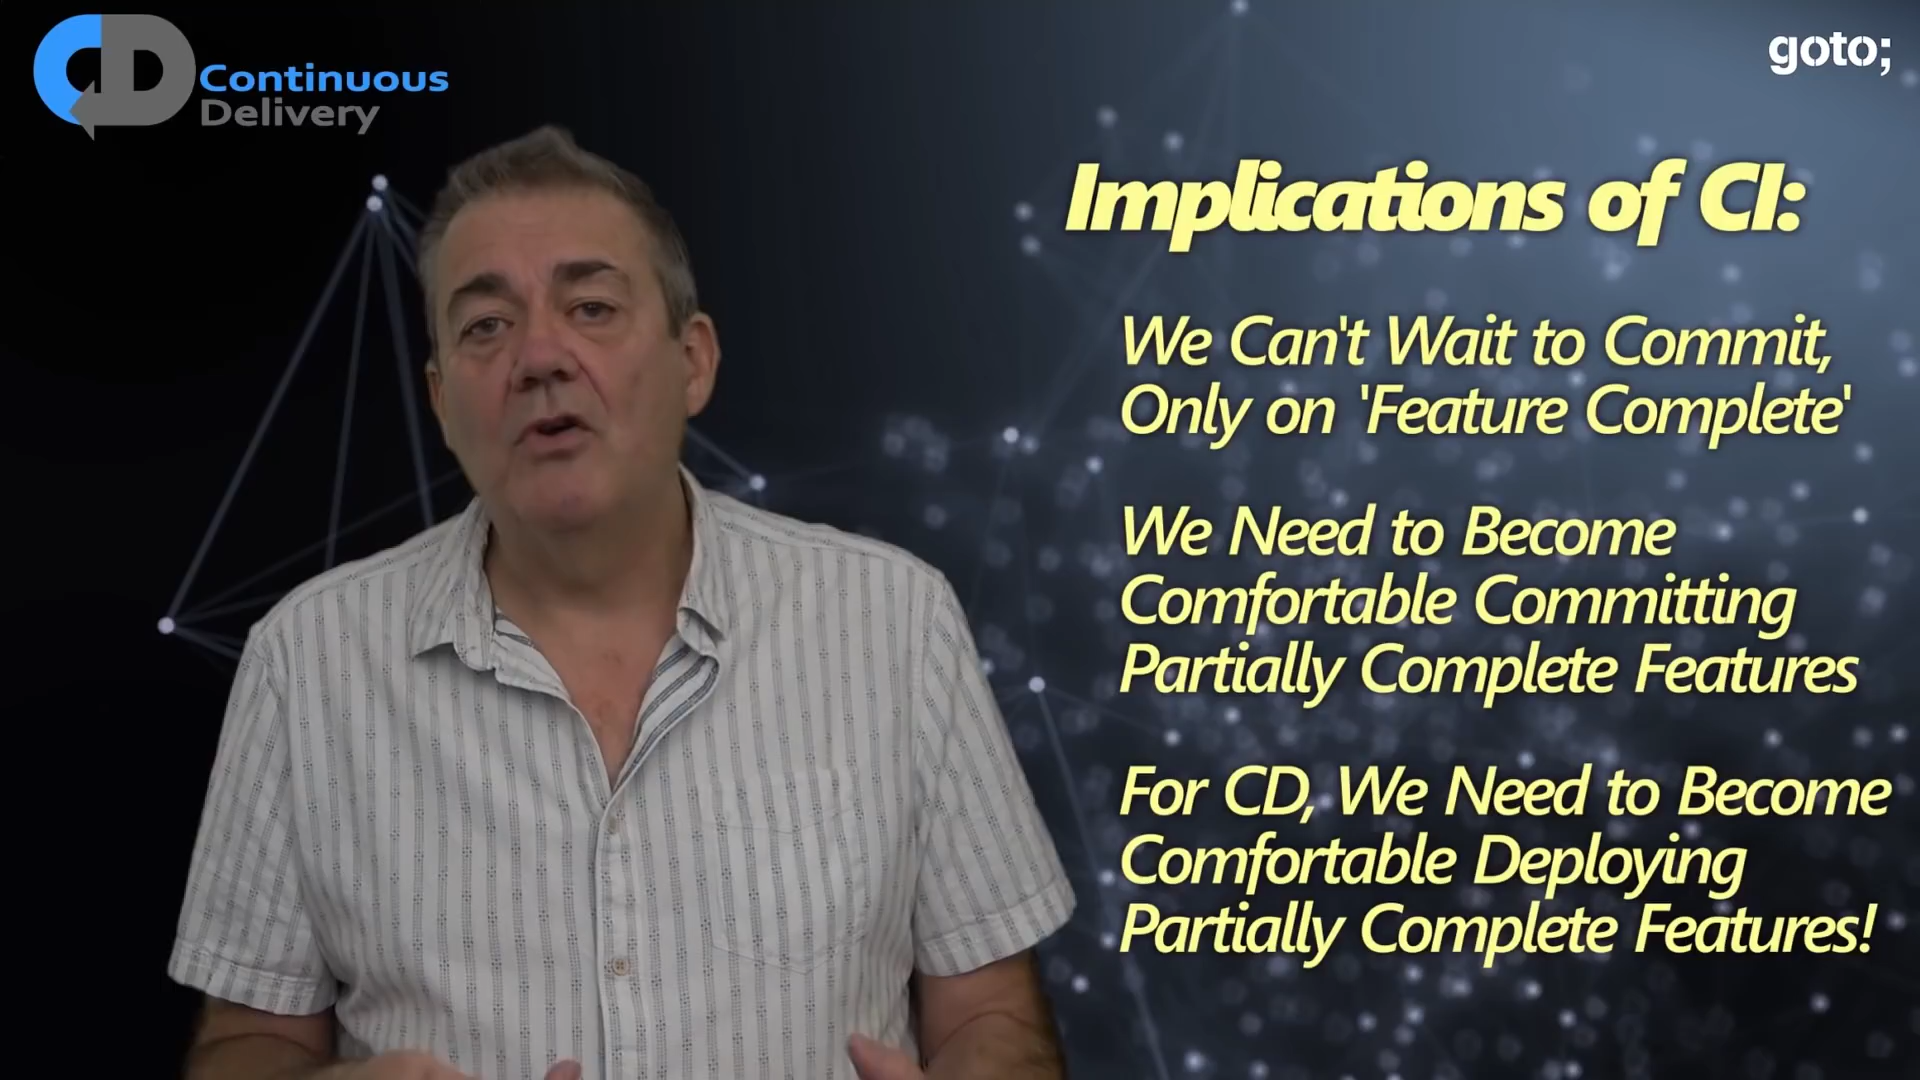 Continuous
Delivery
goto;
Implications of CI:
We Can't Wait to Commit,
Only on 'Feature Complete'
We Need to Become
Comfortable Committing
Partially Complete Features
For CD, We Need to Become
Comfortable Deploying
Partially Complete Features!